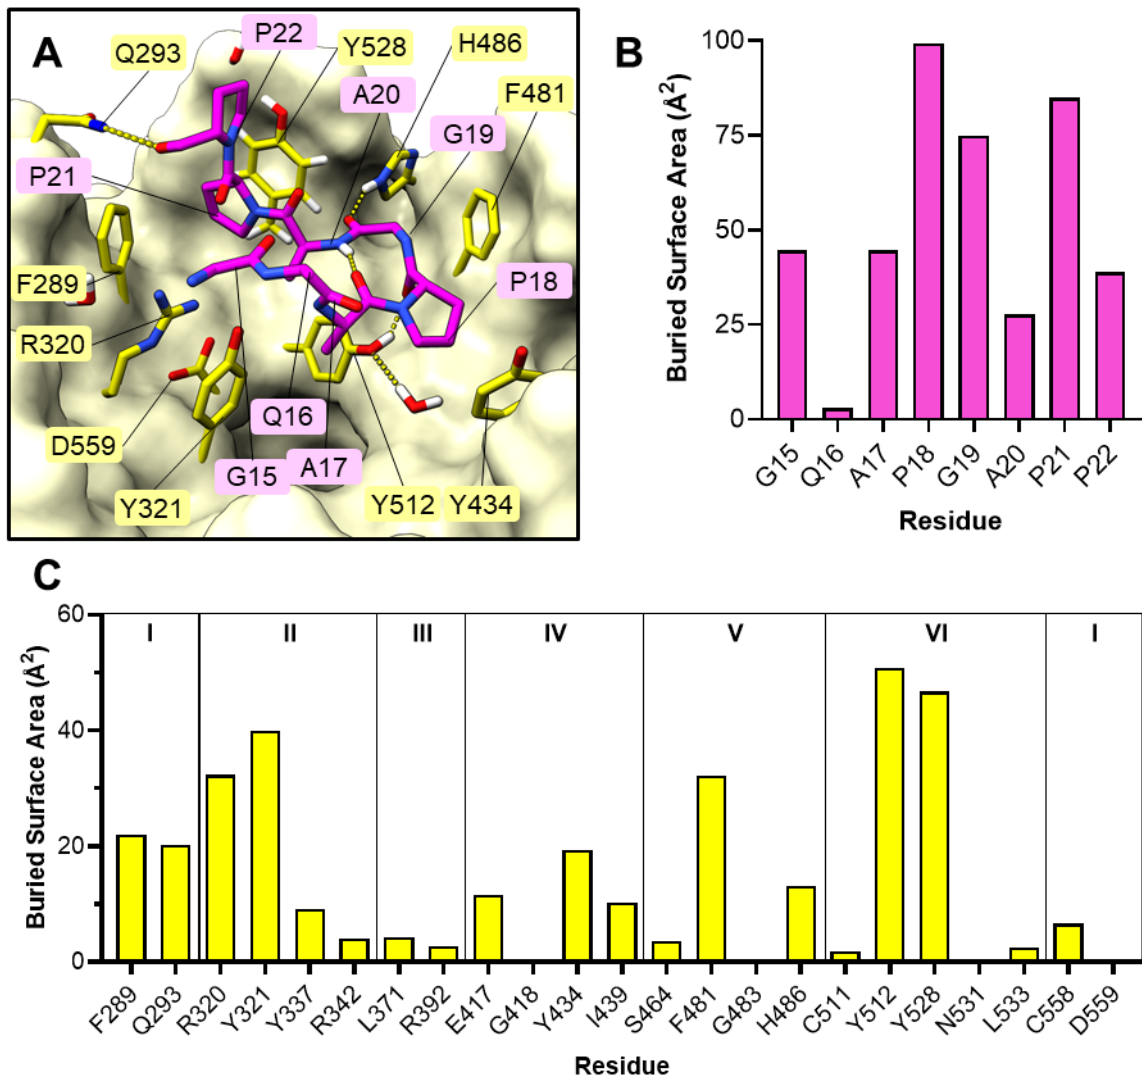 A
P22
Y528
H486
Q293
A20
F481
G19
P21
P18
F289
R320
Q16
D559
G15
A17
Y321
Y512
Y434
B
Buried Surface Area (Å²)
100
75
50
25
0
G15 Q16 A17 P18 G19 A20 P21 P22
Residue
C
Buried Surface Area (Å²)
60
40
20
0
I II III IV V VI I
F289 Q293 R320 Y321 Y337 R342 L371 R392 E417 G418 Y434 I439 S464 F481 G483 H486 C511 Y512 Y528 N531 L533 C558 D559
Residue